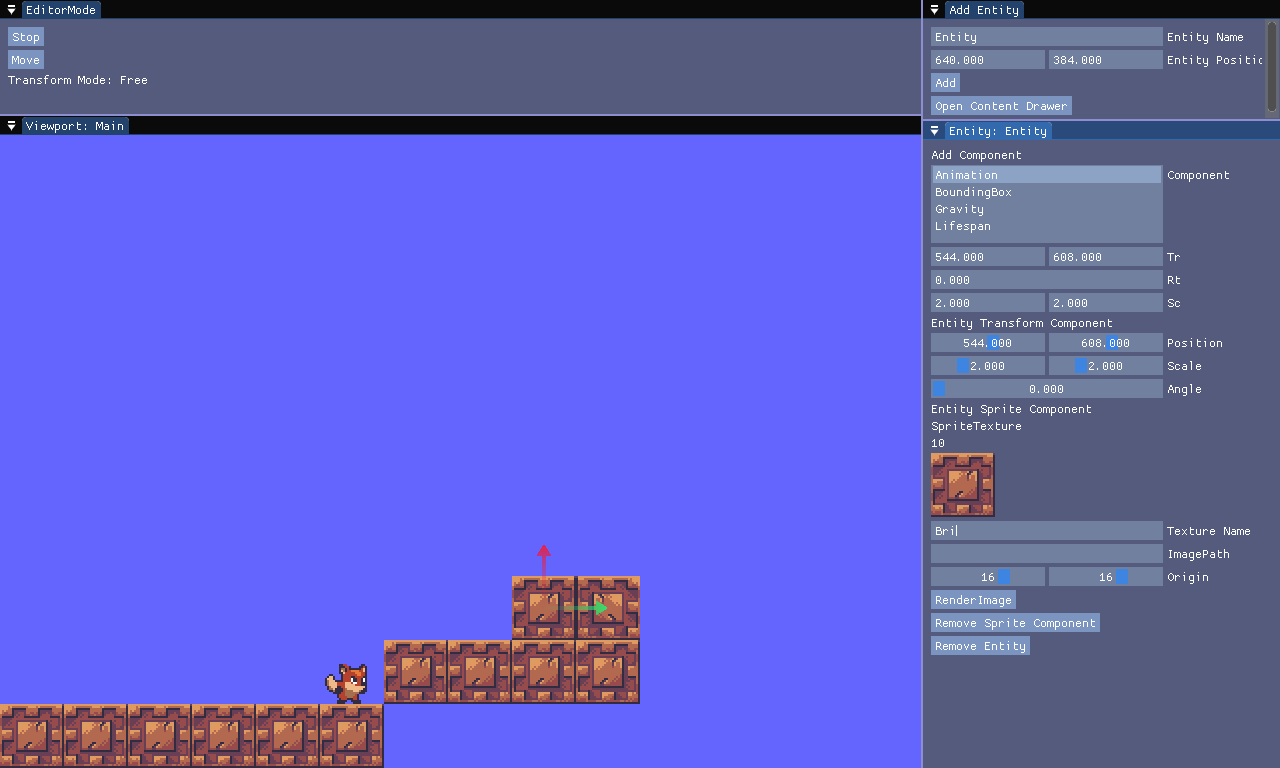 EditorMode
Stop
Move
Transform Mode: Free
Viewport: Main
Add Entity
Entity Entity Name
640.000 384.000 Entity Positic
Add
Open Content Drawer
Entity: Entity
Add Component
Animation Component
BoundingBox
Gravity
Lifespan
544.000 608.000 Tr
0.000 Rt
2.000 2.000 Sc
Entity Transform Component
544.000 608.000 Position
2.000 2.000 Scale
0.000 Angle
Entity Sprite Component
SpriteTexture
10
Bri Texture Name
ImagePath
16 16 Origin
RenderImage
Remove Sprite Component
Remove Entity